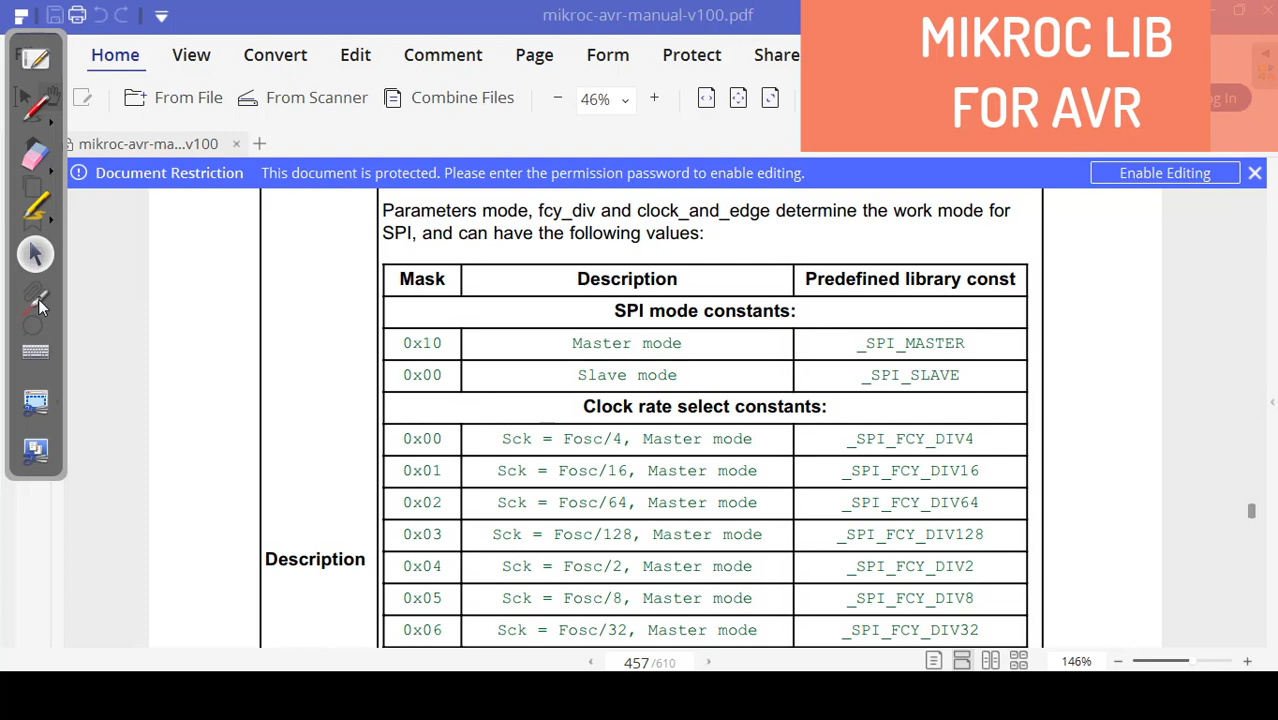 mikroc-avr-manual-v100.pdf
MIKROC LIB
FOR AVR
Home View Convert Edit Comment Page Form Protect Share
From File From Scanner Combine Files 46%
mikroc-avr-ma...v100
Document Restriction This document is protected. Please enter the permission password to enable editing. Enable Editing
Parameters mode, fcy_div and clock_and_edge determine the work mode for
SPI, and can have the following values:
Mask Description Predefined library const
SPI mode constants:
0x10 Master mode _SPI_MASTER
0x00 Slave mode _SPI_SLAVE
Clock rate select constants:
0x00 Sck = Fosc/4, Master mode _SPI_FCY_DIV4
0x01 Sck = Fosc/16, Master mode _SPI_FCY_DIV16
0x02 Sck = Fosc/64, Master mode _SPI_FCY_DIV64
0x03 Sck = Fosc/128, Master mode _SPI_FCY_DIV128
Description
0x04 Sck = Fosc/2, Master mode _SPI_FCY_DIV2
0x05 Sck = Fosc/8, Master mode _SPI_FCY_DIV8
0x06 Sck = Fosc/32, Master mode _SPI_FCY_DIV32
457/610
146%